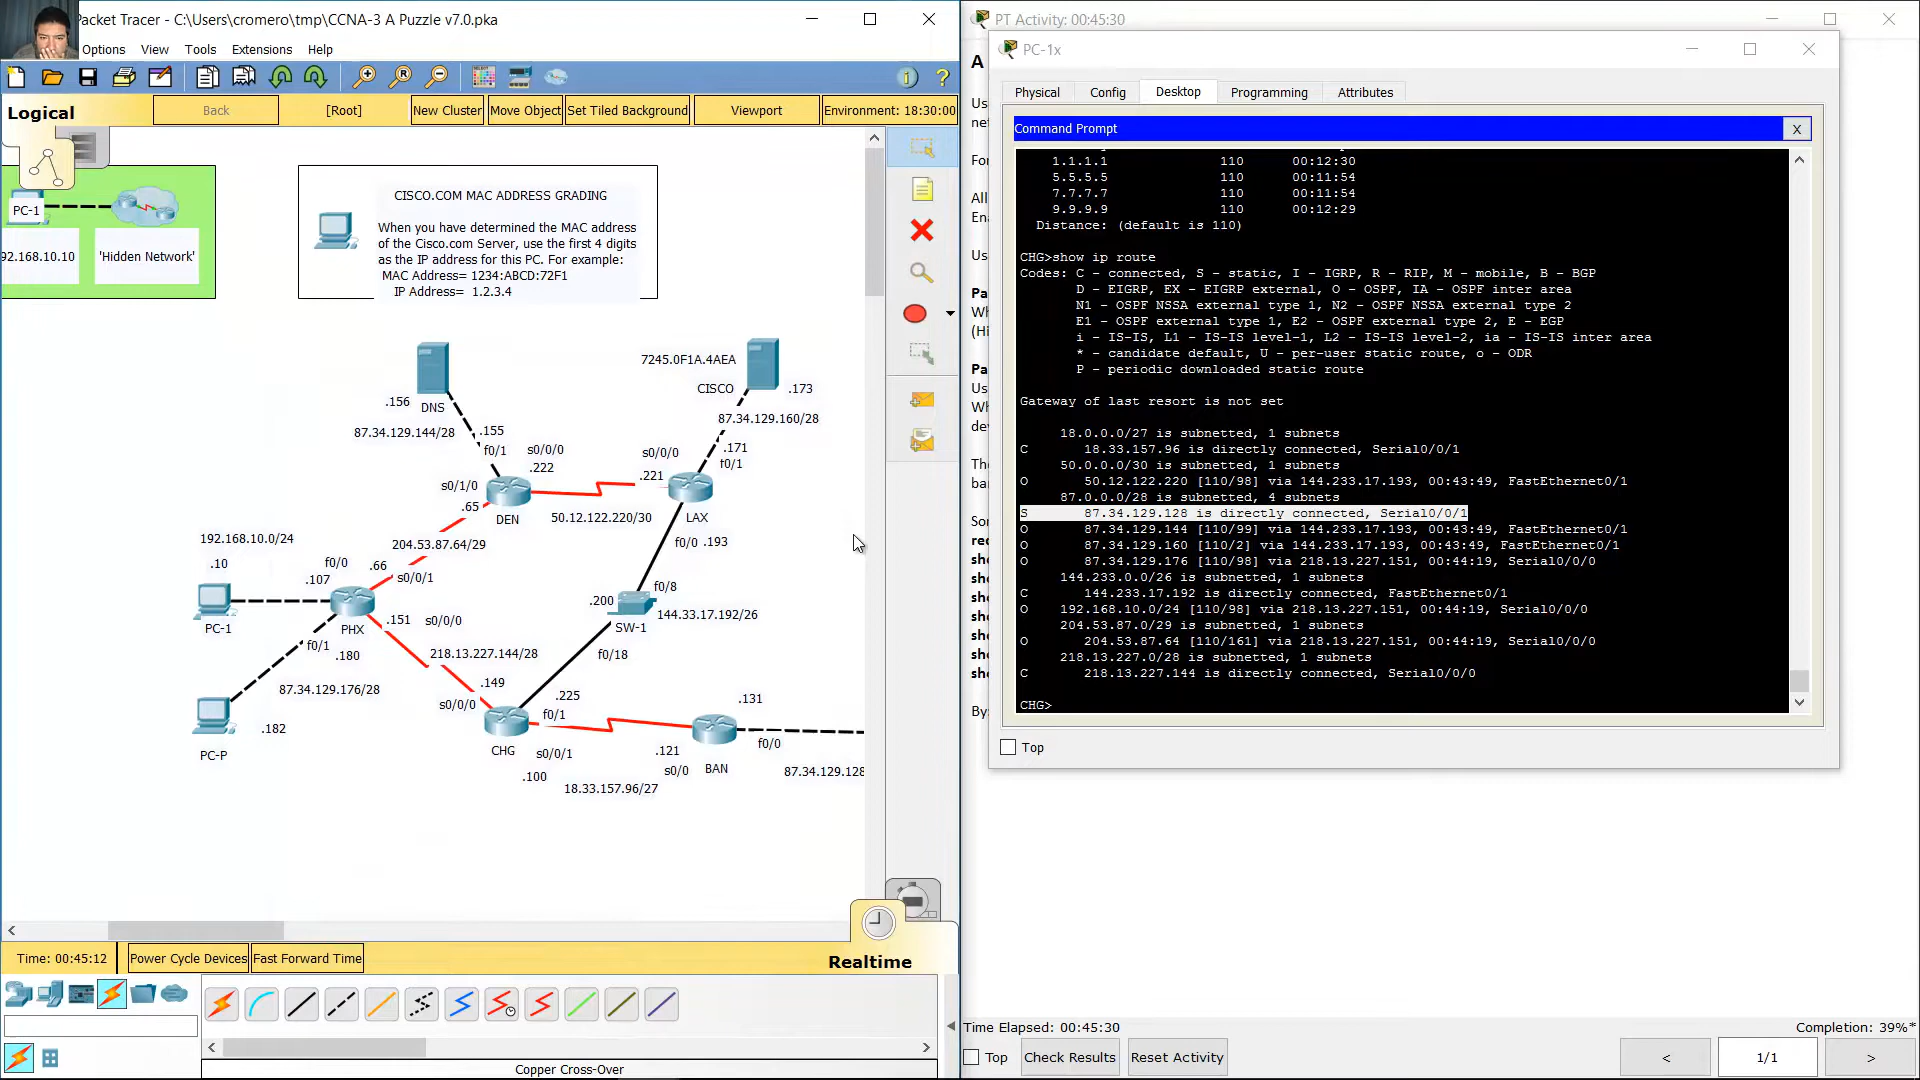 Packet Tracer - C:\Users\cromero\tmp\CCNA-3 A Puzzle v7.0.pka
Options View Tools Extensions Help
Logical
Back
[Root]
New Cluster
Move Object
Set Tiled Background
Viewport
Environment: 18:30:00
PC-1
92.168.10.10
'Hidden Network'
CISCO.COM MAC ADDRESS GRADING
When you have determined the MAC address
of the Cisco.com Server, use the first 4 digits
as the IP address for this PC. For example:
MAC Address= 1234:ABCD:72F1
IP Address= 1.2.3.4
7245.0F1A.4AEA
CISCO
.173
87.34.129.160/28
.171
f0/1
.156
DNS
87.34.129.144/28
.155
f0/1
s0/0/0
.222
s0/0/0
.221
s0/1/0
.65
DEN
50.12.122.220/30
LAX
f0/0 .193
204.53.87.64/29
192.168.10.0/24
.10
f0/0
.107
.66
s0/0/1
PC-1
PHX
.151
s0/0/0
f0/1
.180
87.34.129.176/28
218.13.227.144/28
f0/8
.200
144.33.17.192/26
SW-1
f0/18
.149
s0/0/0
.225
f0/1
CHG
s0/0/1
.100
18.33.157.96/27
.131
.121
s0/0
BAN
f0/0
87.34.129.128
PC-P
.182
Realtime
Time: 00:45:12
Power Cycle Devices
Fast Forward Time
Copper Cross-Over
PT Activity: 00:45:30
PC-1x
Physical Config Desktop Programming Attributes
Command Prompt
X
1.1.1.1 110 00:12:30
5.5.5.5 110 00:11:54
7.7.7.7 110 00:11:54
9.9.9.9 110 00:12:29
Distance: (default is 110)
CHG>show ip route
Codes: C - connected, S - static, I - IGRP, R - RIP, M - mobile, B - BGP
D - EIGRP, EX - EIGRP external, O - OSPF, IA - OSPF inter area
N1 - OSPF NSSA external type 1, N2 - OSPF NSSA external type 2
E1 - OSPF external type 1, E2 - OSPF external type 2, E - EGP
i - IS-IS, L1 - IS-IS level-1, L2 - IS-IS level-2, ia - IS-IS inter area
* - candidate default, U - per-user static route, o - ODR
P - periodic downloaded static route
Gateway of last resort is not set
18.0.0.0/27 is subnetted, 1 subnets
C 18.33.157.96 is directly connected, Serial0/0/1
50.0.0.0/30 is subnetted, 1 subnets
O 50.12.122.220 [110/98] via 144.233.17.193, 00:43:49, FastEthernet0/1
87.0.0.0/28 is subnetted, 4 subnets
S 87.34.129.128 is directly connected, Serial0/0/1
O 87.34.129.144 [110/99] via 144.233.17.193, 00:43:49, FastEthernet0/1
O 87.34.129.160 [110/2] via 144.233.17.193, 00:43:49, FastEthernet0/1
O 87.34.129.176 [110/98] via 218.13.227.151, 00:44:19, Serial0/0/0
144.233.0.0/26 is subnetted, 1 subnets
C 144.233.17.192 is directly connected, FastEthernet0/1
O 192.168.10.0/24 [110/98] via 218.13.227.151, 00:44:19, Serial0/0/0
204.53.87.0/29 is subnetted, 1 subnets
O 204.53.87.64 [110/161] via 218.13.227.151, 00:44:19, Serial0/0/0
218.13.227.0/28 is subnetted, 1 subnets
C 218.13.227.144 is directly connected, Serial0/0/0
CHG>
Top
Time Elapsed: 00:45:30
Completion: 39%*
Top
Check Results
Reset Activity
<
1/1
>